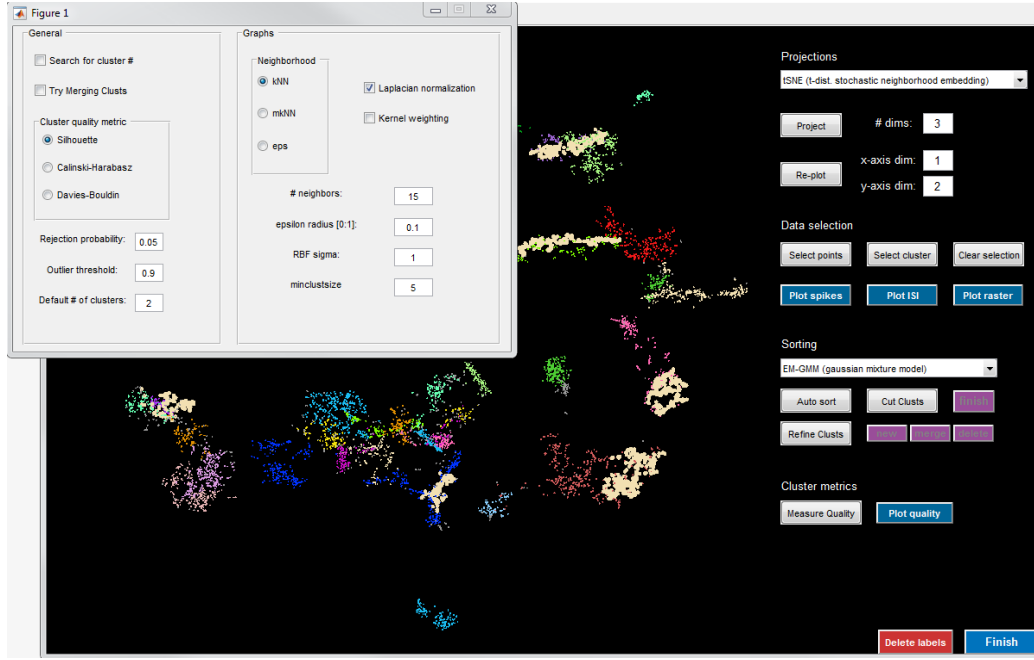 Figure 1
General
Search for cluster #
Try Merging Clusts
Cluster quality metric
Silhouette
Calinski-Harabasz
Davies-Bouldin
Rejection probability: 0.05
Outlier threshold: 0.9
Default # of clusters: 2
Graphs
Neighborhood
kNN
mkNN
eps
Laplacian normalization
Kernel weighting
# neighbors: 15
epsilon radius [0:1]: 0.1
RBF sigma: 1
minclustsize 5
Projections
tSNE (t-dist. stochastic neighborhood embedding)
Project # dims: 3
x-axis dim: 1
Re-plot
y-axis dim: 2
Data selection
Select points Select cluster Clear selection
Plot spikes Plot ISI Plot raster
Sorting
EM-GMM (gaussian mixture model)
Auto sort Cut Clusts finish
Refine Clusts new merge delete
Cluster metrics
Measure Quality Plot quality
Delete labels Finish